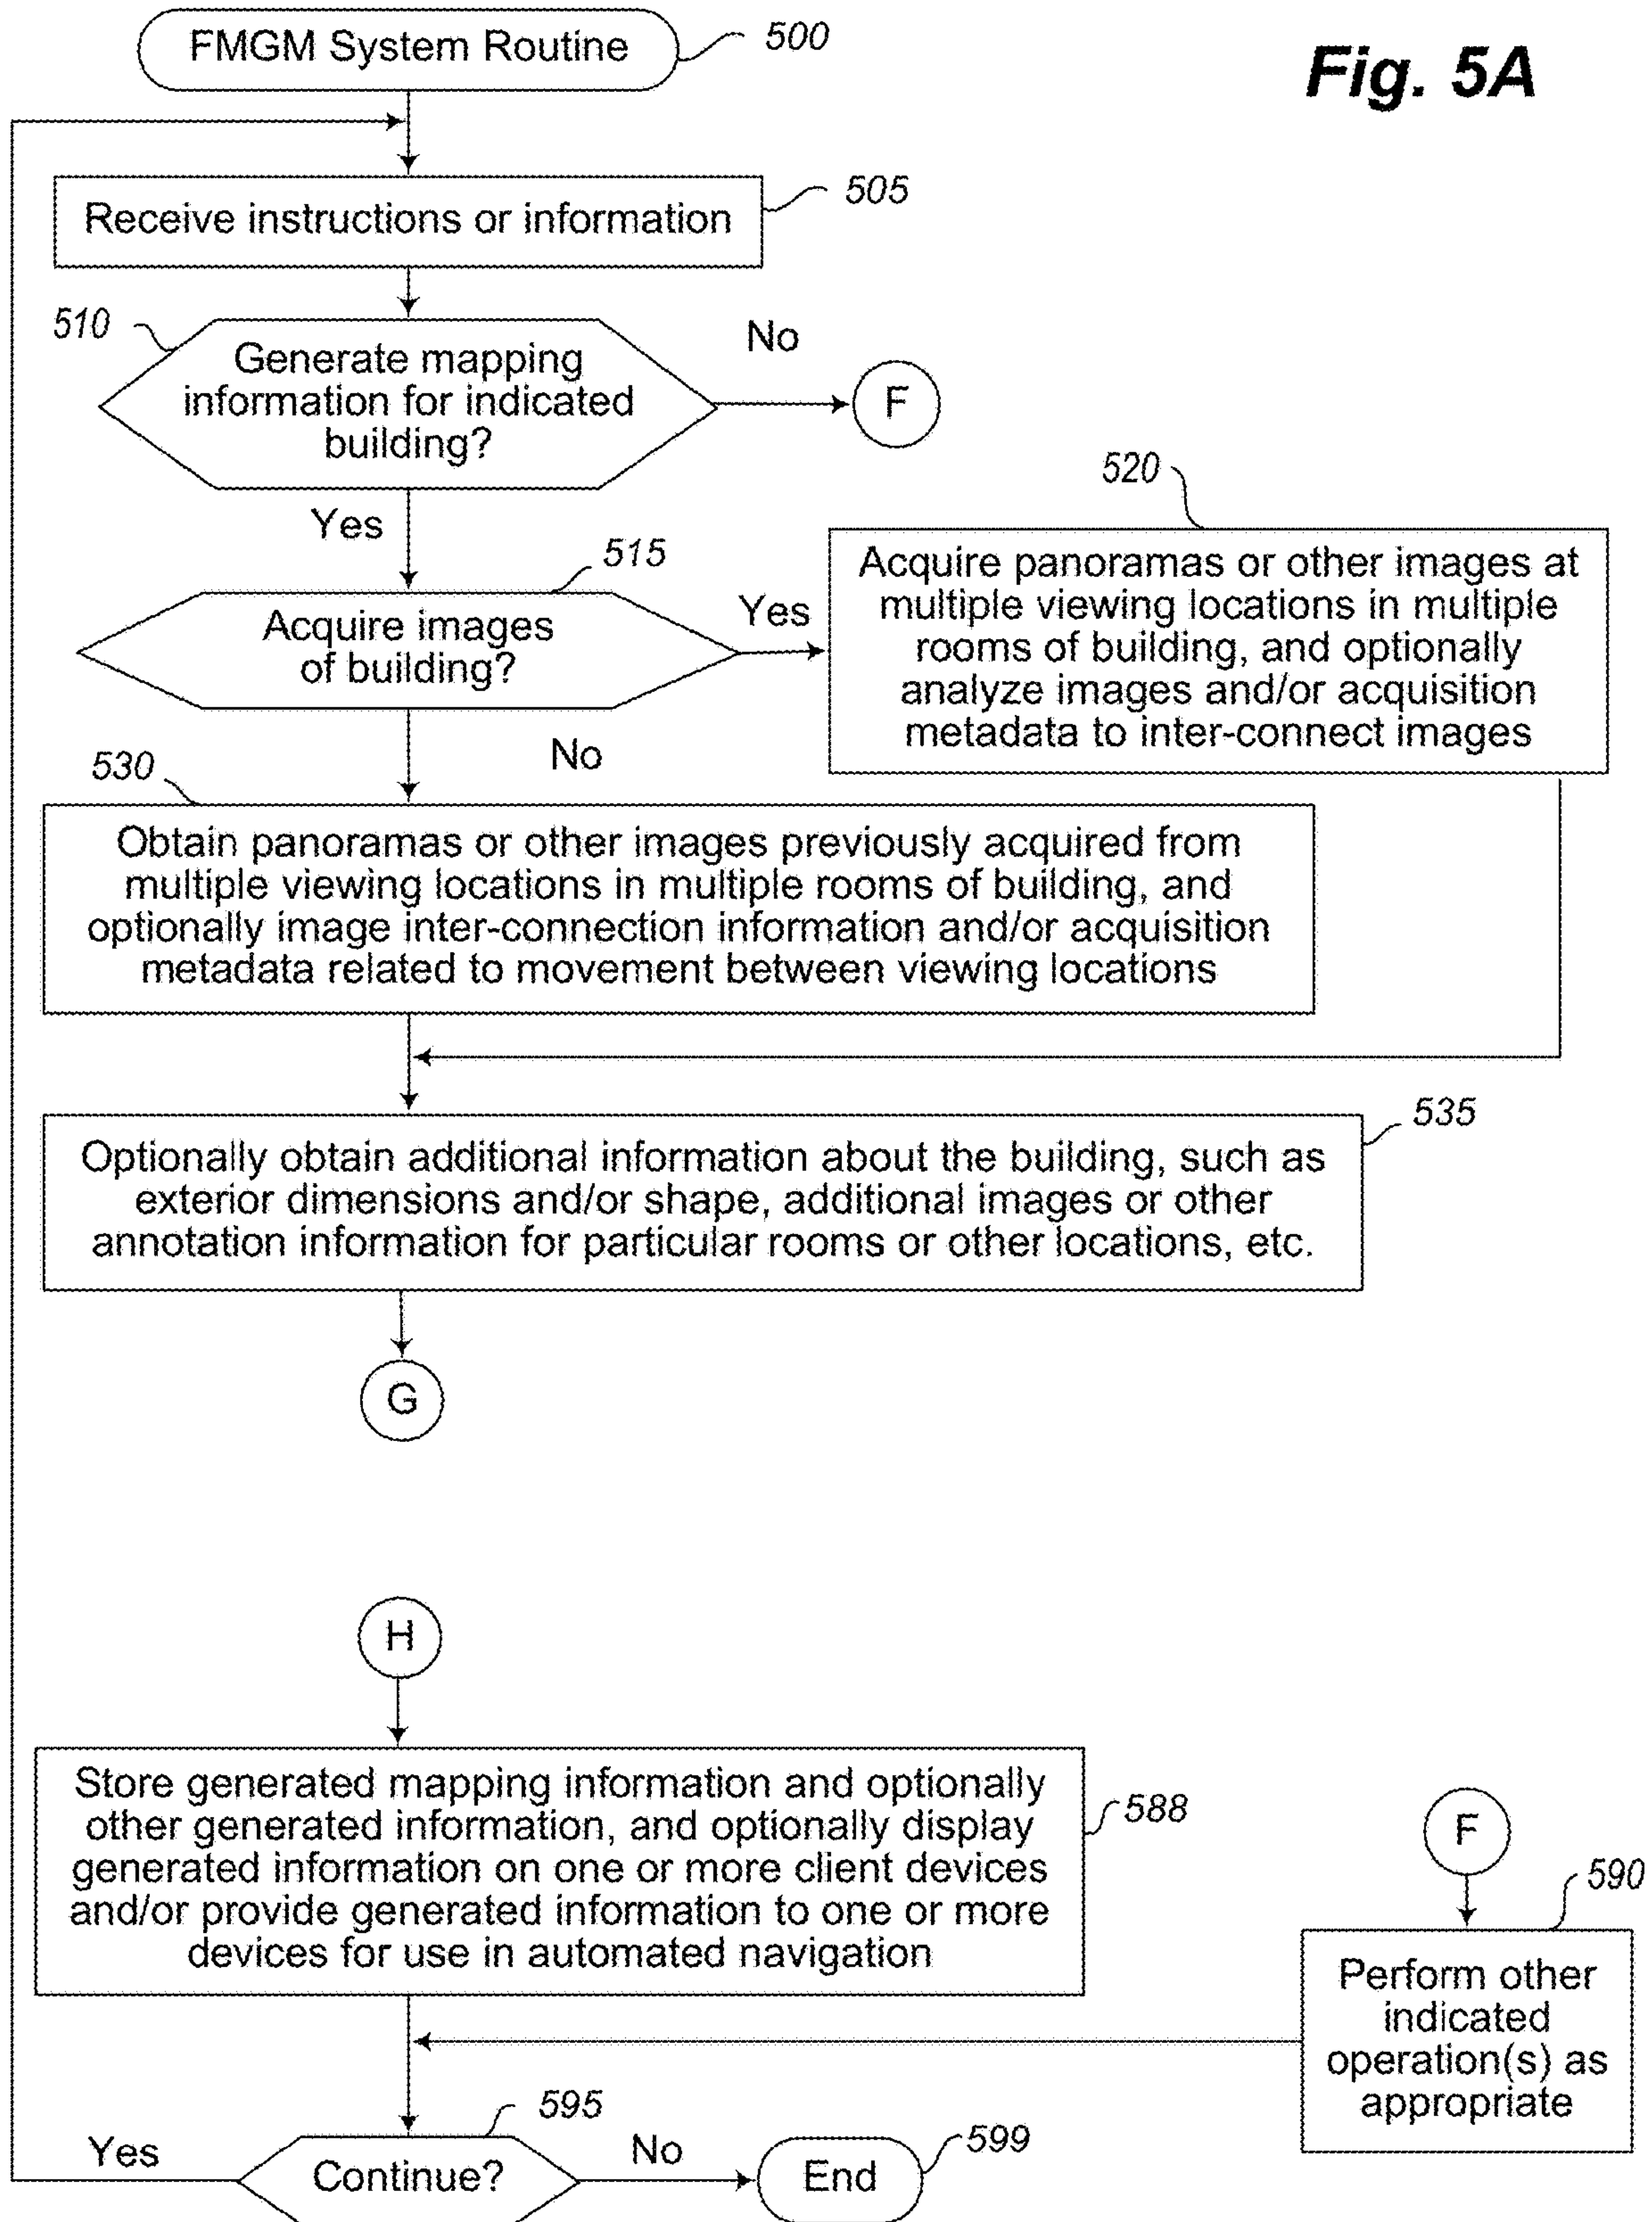 FMGM System Routine
500
Fig. 5A
Receive instructions or information
505
510
Generate mapping
information for indicated
building?
No
F
Yes
515
Acquire images
of building?
Yes
520
Acquire panoramas or other images at
multiple viewing locations in multiple
rooms of building, and optionally
analyze images and/or acquisition
metadata to inter-connect images
No
530
Obtain panoramas or other images previously acquired from
multiple viewing locations in multiple rooms of building, and
optionally image inter-connection information and/or acquisition
metadata related to movement between viewing locations
535
Optionally obtain additional information about the building, such as
exterior dimensions and/or shape, additional images or other
annotation information for particular rooms or other locations, etc.
G
H
Store generated mapping information and optionally
other generated information, and optionally display
generated information on one or more client devices
and/or provide generated information to one or more
devices for use in automated navigation
588
F
590
Perform other
indicated
operation(s) as
appropriate
595
Yes
Continue?
No
End
599